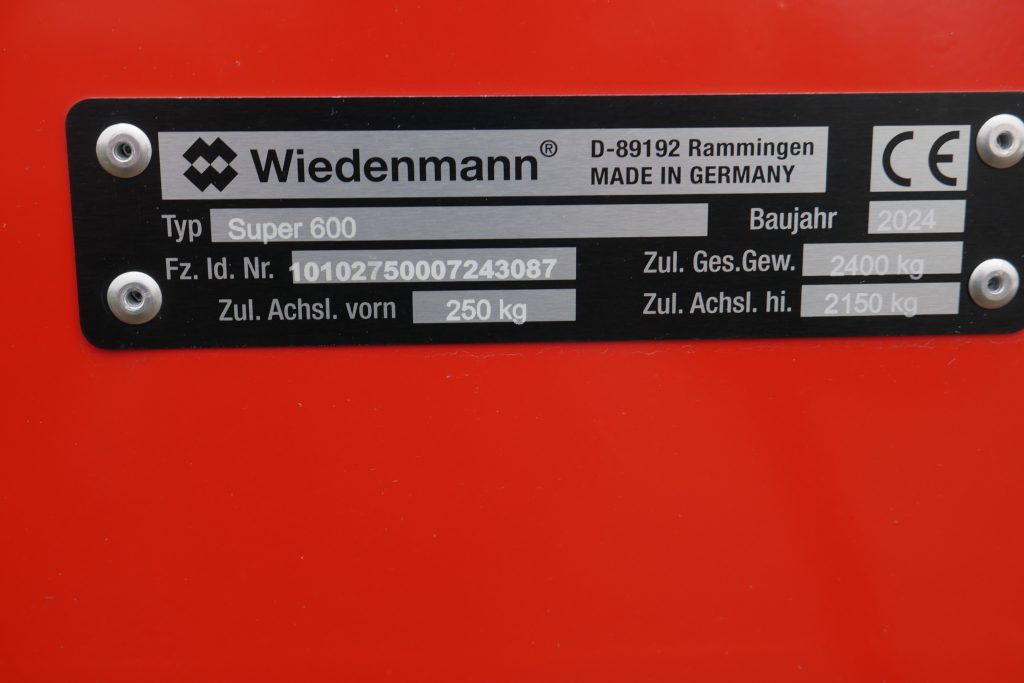 Wiedenmann® D-89192 Rammingen
MADE IN GERMANY
CE
Typ Super 600 Baujahr 2024
Fz. Id. Nr. 10102750007243087 Zul. Ges.Gew. 2400 kg
Zul. Achsl. vorn 250 kg Zul. Achsl. hi. 2150 kg